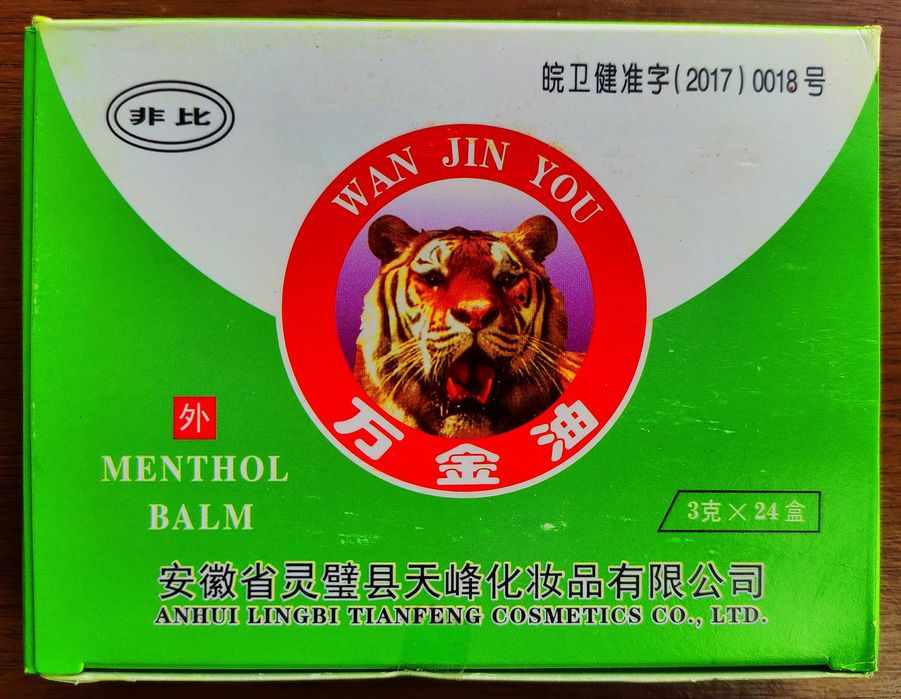 皖卫健准字(2017)0018号
非比
WAN JIN YOU
万金油
外
MENTHOL
BALM
3克×24盒
安徽省灵璧县天峰化妆品有限公司
ANHUI LINGBI TIANFENG COSMETICS CO., LTD.